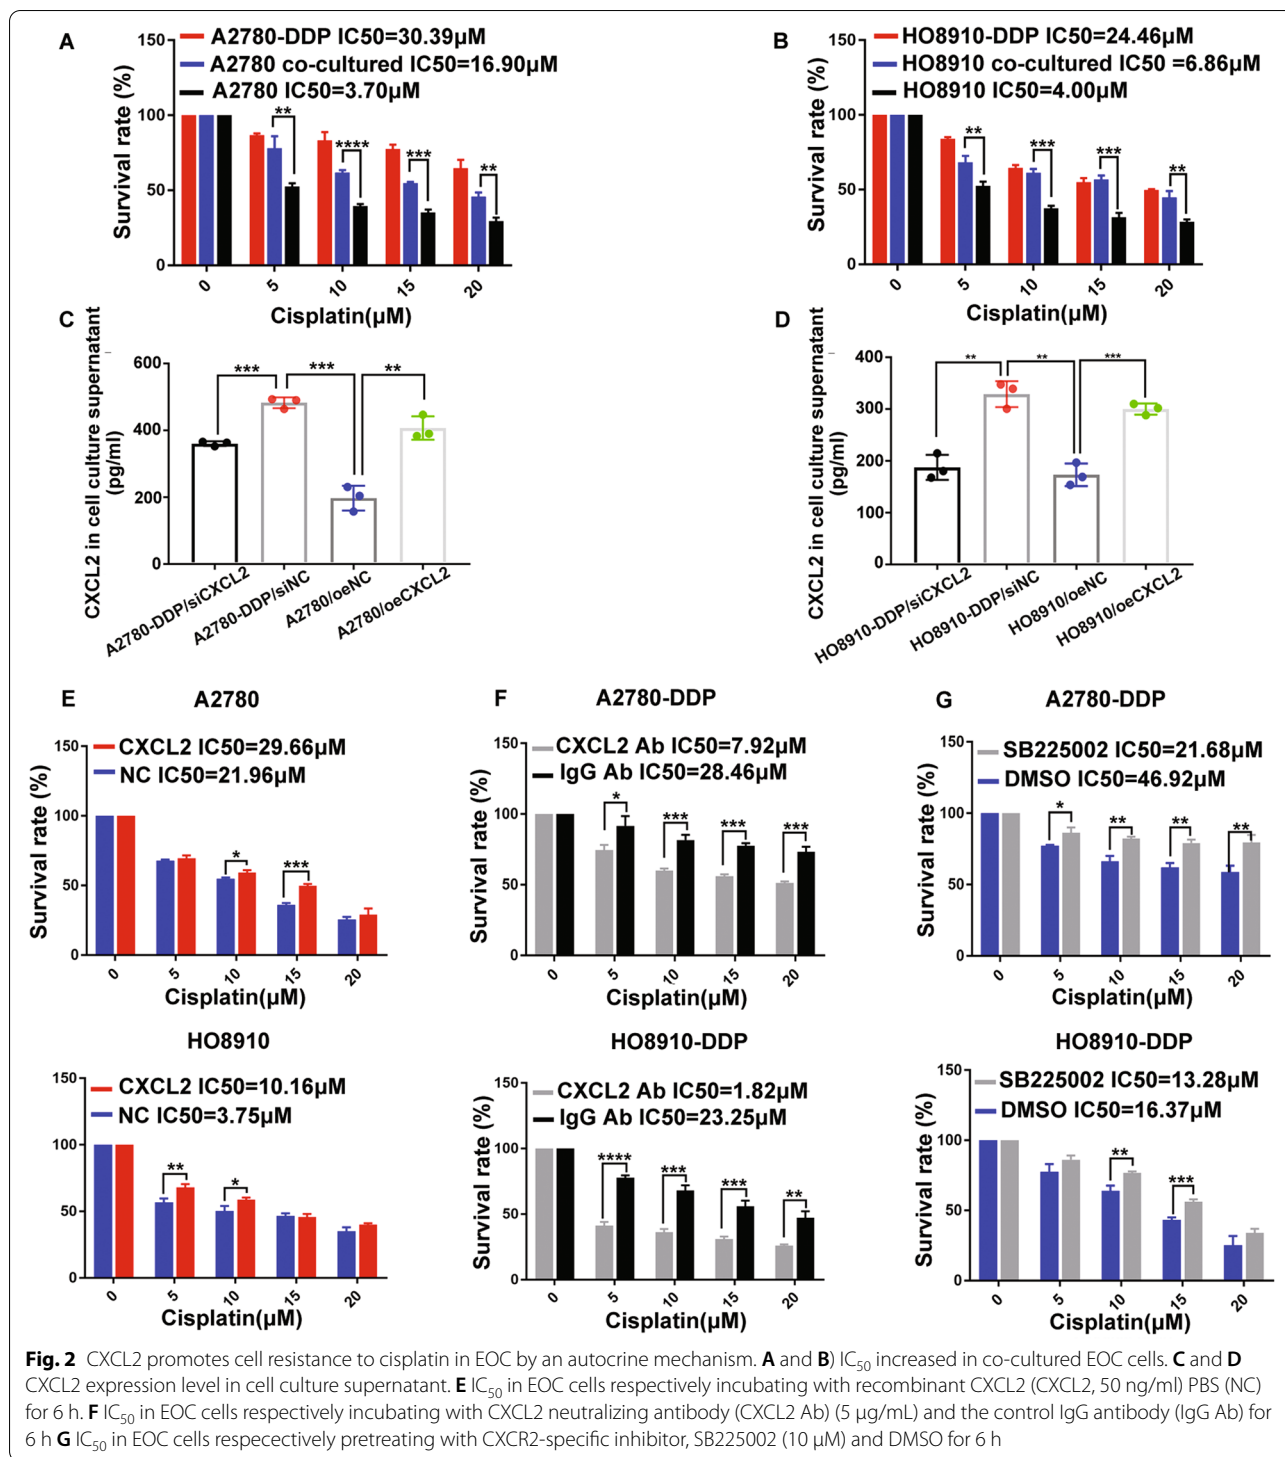 A
A2780-DDP IC50=30.39μM
A2780 co-cultured IC50=16.90μM
A2780 IC50=3.70μM
Survival rate (%)
150
100
50
0
**
****
***
**
0 5 10 15 20
Cisplatin(μM)
B
HO8910-DDP IC50=24.46μM
HO8910 co-cultured IC50 =6.86μM
HO8910 IC50=4.00μM
Survival rate (%)
150
100
50
0
**
***
***
**
0 5 10 15 20
Cisplatin(μM)
C
CXCL2 in cell culture supernatant
(pg/ml)
600
400
200
0
***
***
**
A2780-DDP/siCXCL2
A2780-DDP/siNC
A2780/oeNC
A2780/oeCXCL2
D
CXCL2 in cell culture supernatant
(pg/ml)
400
300
200
100
0
**
**
***
HO8910-DDP/siCXCL2
HO8910-DDP/siNC
HO8910/oeNC
HO8910/oeCXCL2
E
A2780
CXCL2 IC50=29.66μM
NC IC50=21.96μM
Survival rate (%)
150
100
50
0
*
***
0 5 10 15 20
Cisplatin(μM)
HO8910
CXCL2 IC50=10.16μM
NC IC50=3.75μM
Survival rate (%)
150
100
50
0
**
*
0 5 10 15 20
Cisplatin(μM)
F
A2780-DDP
CXCL2 Ab IC50=7.92μM
IgG Ab IC50=28.46μM
Survival rate (%)
150
100
50
0
*
***
***
***
0 5 10 15 20
Cisplatin(μM)
HO8910-DDP
CXCL2 Ab IC50=1.82μM
IgG Ab IC50=23.25μM
Survival rate (%)
150
100
50
0
****
***
***
**
0 5 10 15 20
Cisplatin(μM)
G
A2780-DDP
SB225002 IC50=21.68μM
DMSO IC50=46.92μM
Survival rate (%)
150
100
50
0
*
**
**
**
0 5 10 15 20
Cisplatin(μM)
HO8910-DDP
SB225002 IC50=13.28μM
DMSO IC50=16.37μM
Survival rate (%)
150
100
50
0
**
***
0 5 10 15 20
Cisplatin(μM)
Fig. 2 CXCL2 promotes cell resistance to cisplatin in EOC by an autocrine mechanism. A and B) IC50 increased in co-cultured EOC cells. C and D
CXCL2 expression level in cell culture supernatant. E IC50 in EOC cells respectively incubating with recombinant CXCL2 (CXCL2, 50 ng/ml) PBS (NC)
for 6 h. F IC50 in EOC cells respectively incubating with CXCL2 neutralizing antibody (CXCL2 Ab) (5 μg/mL) and the control IgG antibody (IgG Ab) for
6 h G IC50 in EOC cells respecectively pretreating with CXCR2-specific inhibitor, SB225002 (10 μM) and DMSO for 6 h